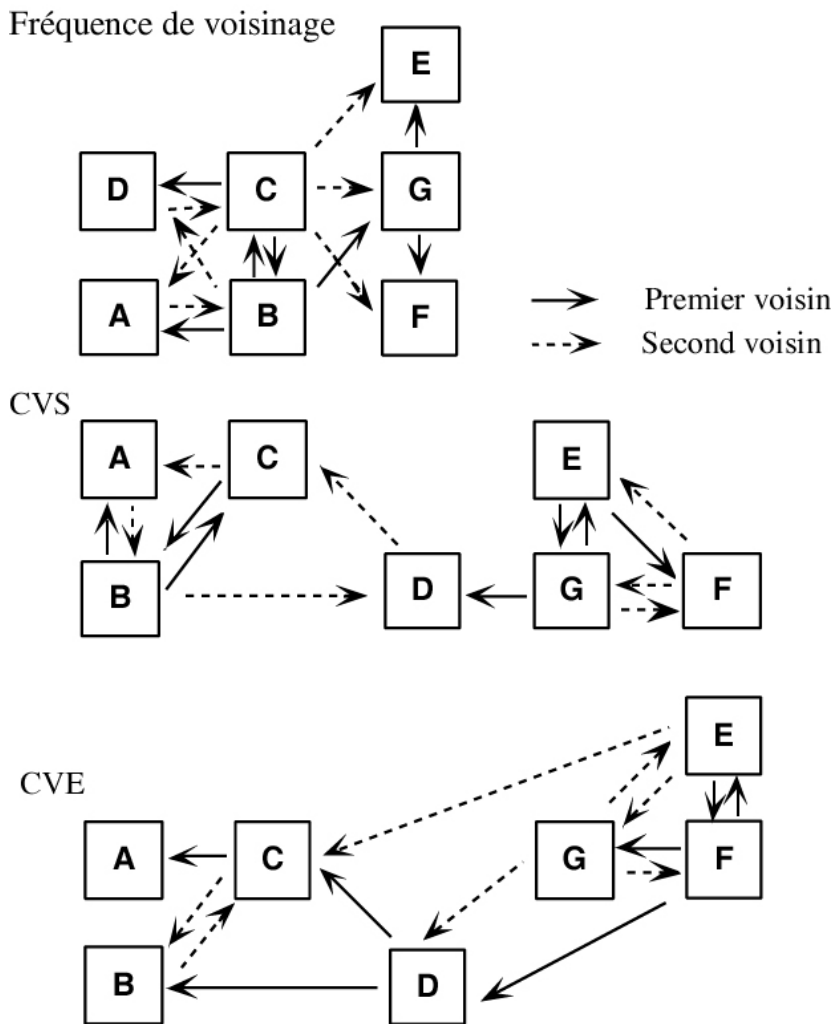 Fréquence de voisinage
E
D C G
A B F
Premier voisin
Second voisin
CVS
A C E
B D G F
E
CVE
A C G F
B D